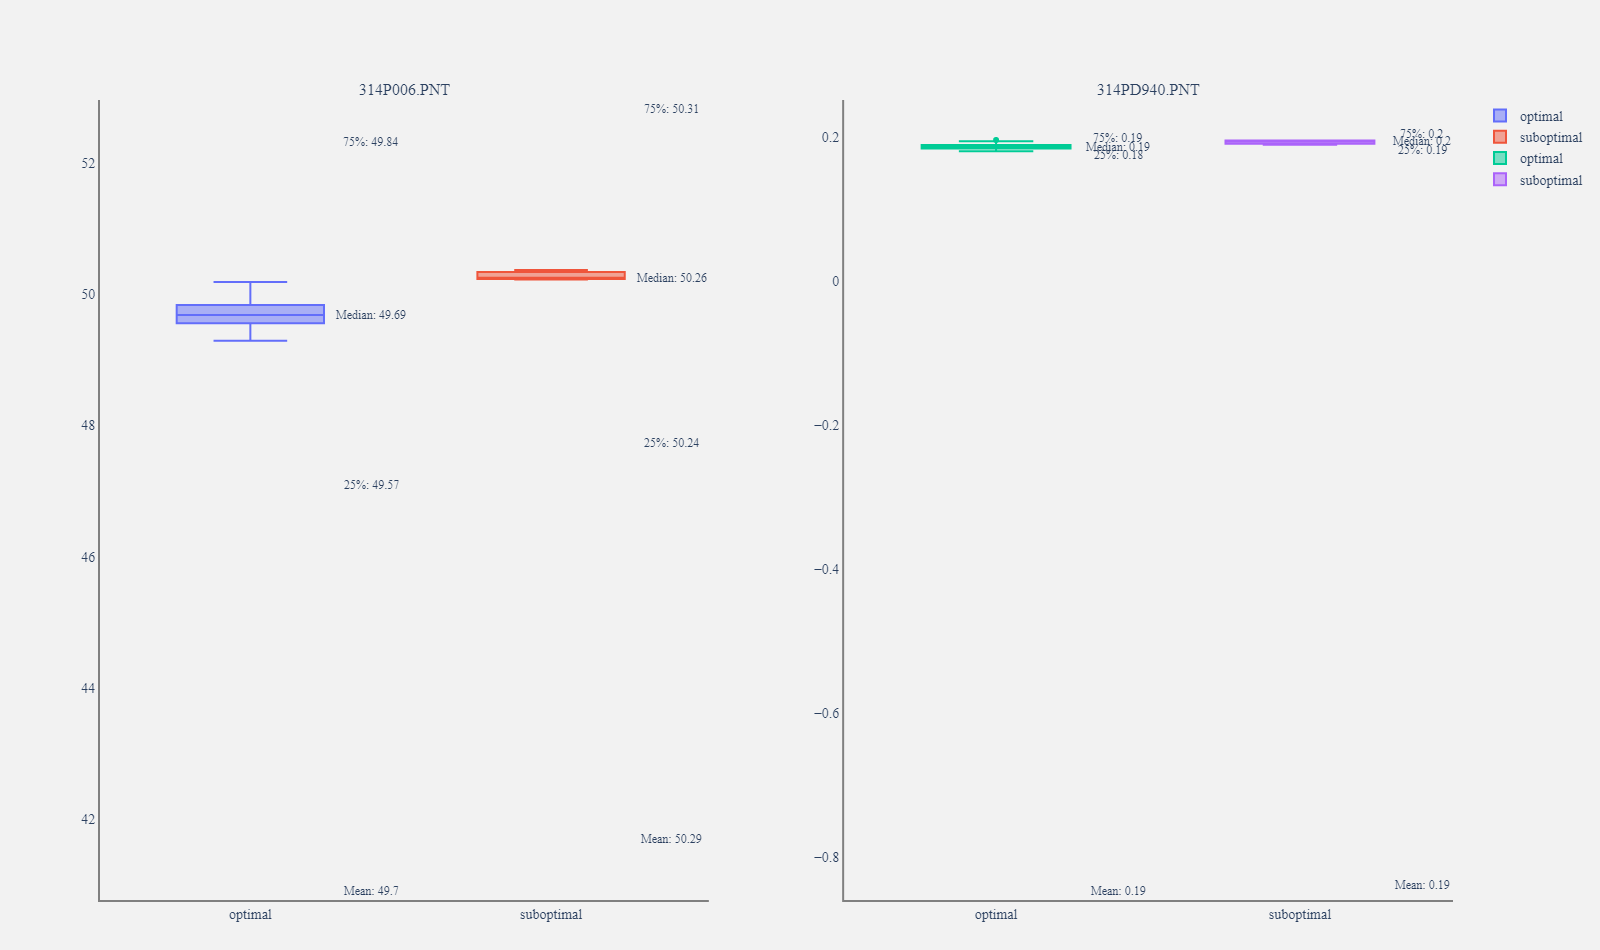 314P006.PNT
75%: 50.31
75%: 49.84
52
50
Median: 50.26
Median: 49.69
48
25%: 50.24
25%: 49.57
46
44
42
Mean: 50.29
Mean: 49.7
optimal
suboptimal
314PD940.PNT
0.2
75%: 0.19
Median: 0.19
25%: 0.18
75%: 0.2
Median: 0.2
25%: 0.19
0
−0.2
−0.4
−0.6
−0.8
Mean: 0.19
Mean: 0.19
optimal
suboptimal
optimal
suboptimal
optimal
suboptimal